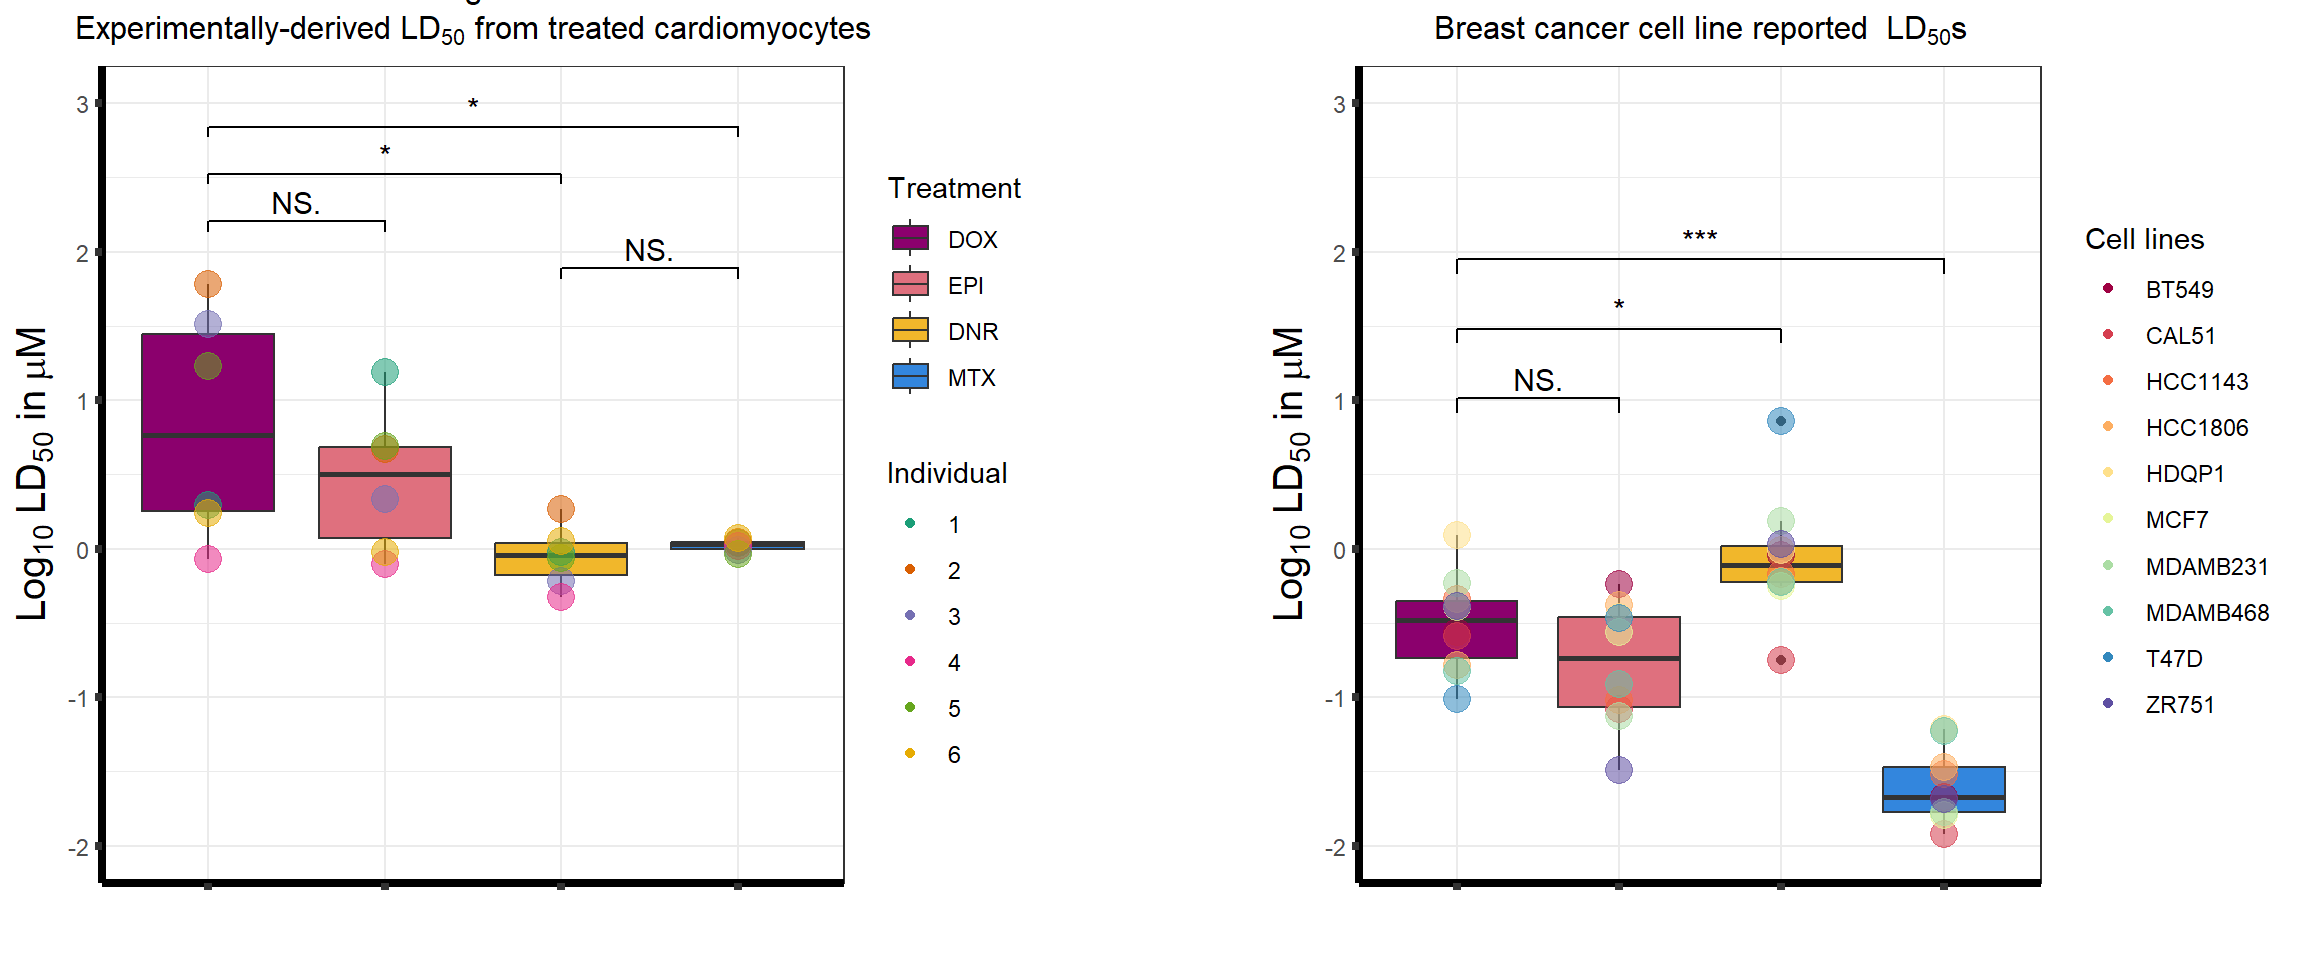 Experimentally-derived LD50 from treated cardiomyocytes
3
2
1
0
-1
-2
Log10 LD50 in µM
*
*
NS.
NS.
Treatment
DOX
EPI
DNR
MTX
Individual
1
2
3
4
5
6
Breast cancer cell line reported LD50s
3
2
1
0
-1
-2
Log10 LD50 in µM
***
*
NS.
Cell lines
BT549
CAL51
HCC1143
HCC1806
HDQP1
MCF7
MDAMB231
MDAMB468
T47D
ZR751